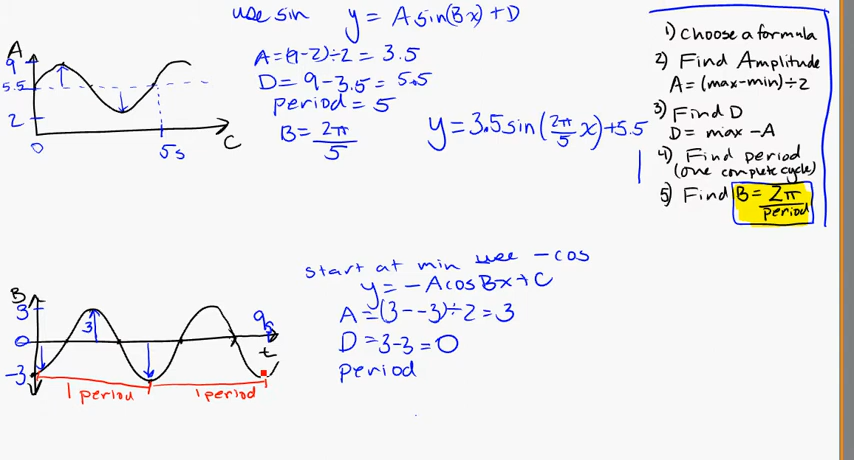 use sin y = A sin(Bx) + D
A = (9-2) ÷ 2 = 3.5
D = 9 - 3.5 = 5.5
period = 5
B = 2π/5
y = 3.5 sin(2π/5 x) + 5.5
A
9
5.5
2
0
5s
C
1) Choose a formula
2) Find Amplitude
A = (max-min) ÷ 2
3) Find D
D = max - A
4) Find period
(one complete cycle)
5) Find B = 2π/period
start at min use -cos
y = -A cos Bx + C
A = (3 - -3) ÷ 2 = 3
D = 3 - 3 = 0
period
B
3
0
-3
3
t
1 period
1 period